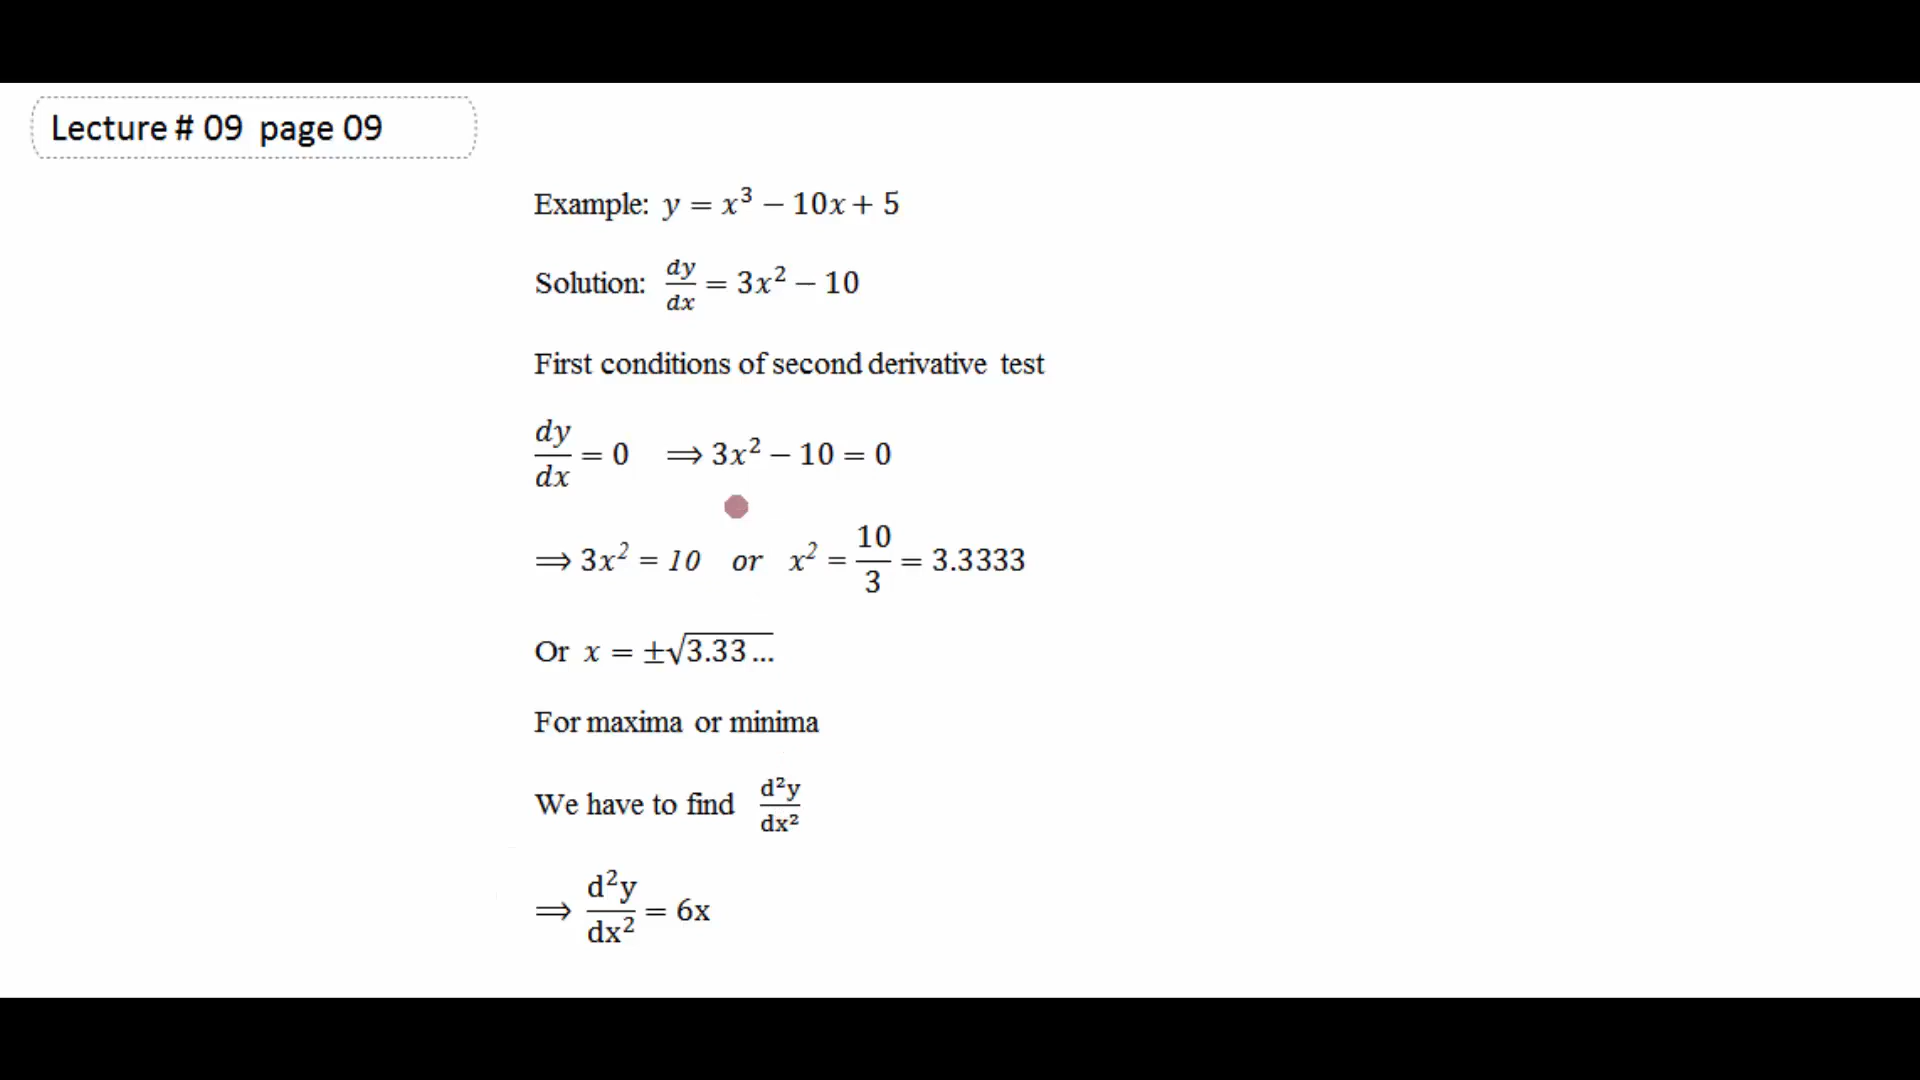 Lecture # 09 page 09
Example: y = x³ − 10x + 5
Solution: dy/dx = 3x² − 10
First conditions of second derivative test
dy/dx = 0 ⟹ 3x² − 10 = 0
⟹ 3x² = 10 or x² = 10/3 = 3.3333
Or x = ±√3.33 ...
For maxima or minima
We have to find d²y/dx²
⟹ d²y/dx² = 6x